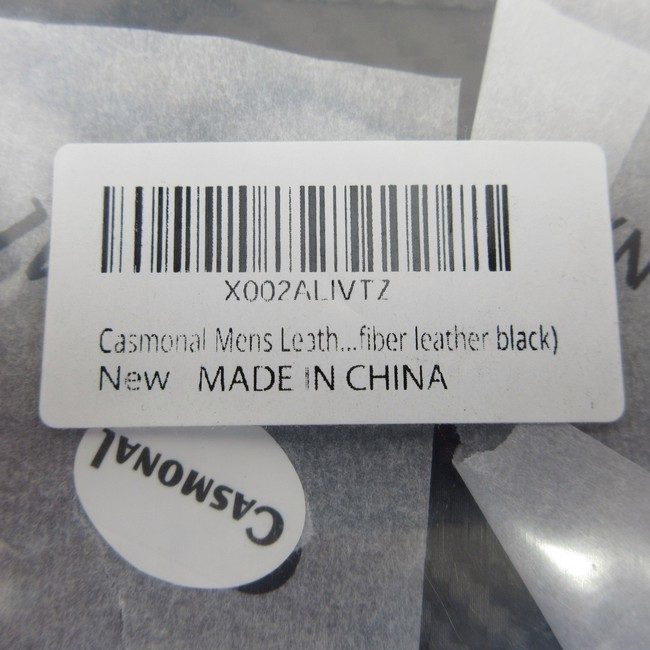 X002ALIVTZ
Casmonal Mens Leath...fiber leather black)
New MADE IN CHINA
CASMONAL